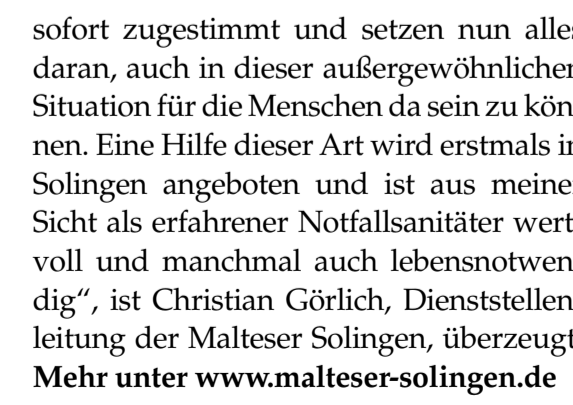 sofort zugestimmt und setzen nun alles
daran, auch in dieser außergewöhnlichen
Situation für die Menschen da sein zu kön
nen. Eine Hilfe dieser Art wird erstmals in
Solingen angeboten und ist aus meiner
Sicht als erfahrener Notfallsanitäter wert
voll und manchmal auch lebensnotwen
dig“, ist Christian Görlich, Dienststellen
leitung der Malteser Solingen, überzeugt
Mehr unter www.malteser-solingen.de